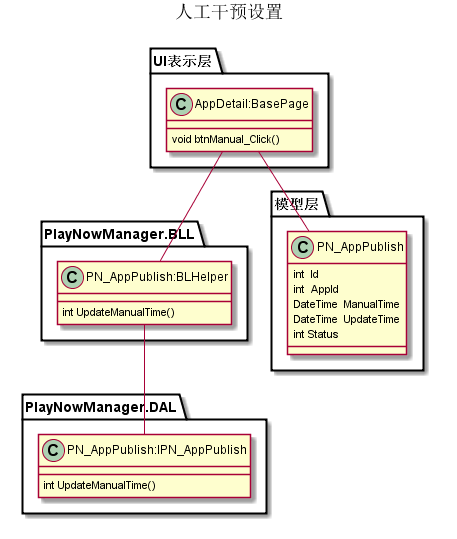 人工干预设置
UI表示层
C AppDetail:BasePage
void btnManual_Click()
模型层
C PN_AppPublish
int Id
int AppId
DateTime ManualTime
DateTime UpdateTime
int Status
PlayNowManager.BLL
C PN_AppPublish:BLHelper
int UpdateManualTime()
PlayNowManager.DAL
C PN_AppPublish:IPN_AppPublish
int UpdateManualTime()